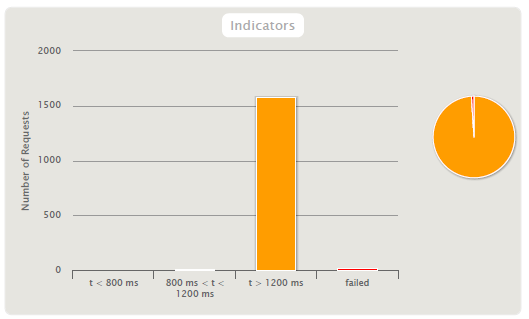 Indicators
2000
1500
1000
500
0
Number of Requests
t < 800 ms
800 ms < t <
1200 ms
t > 1200 ms
failed